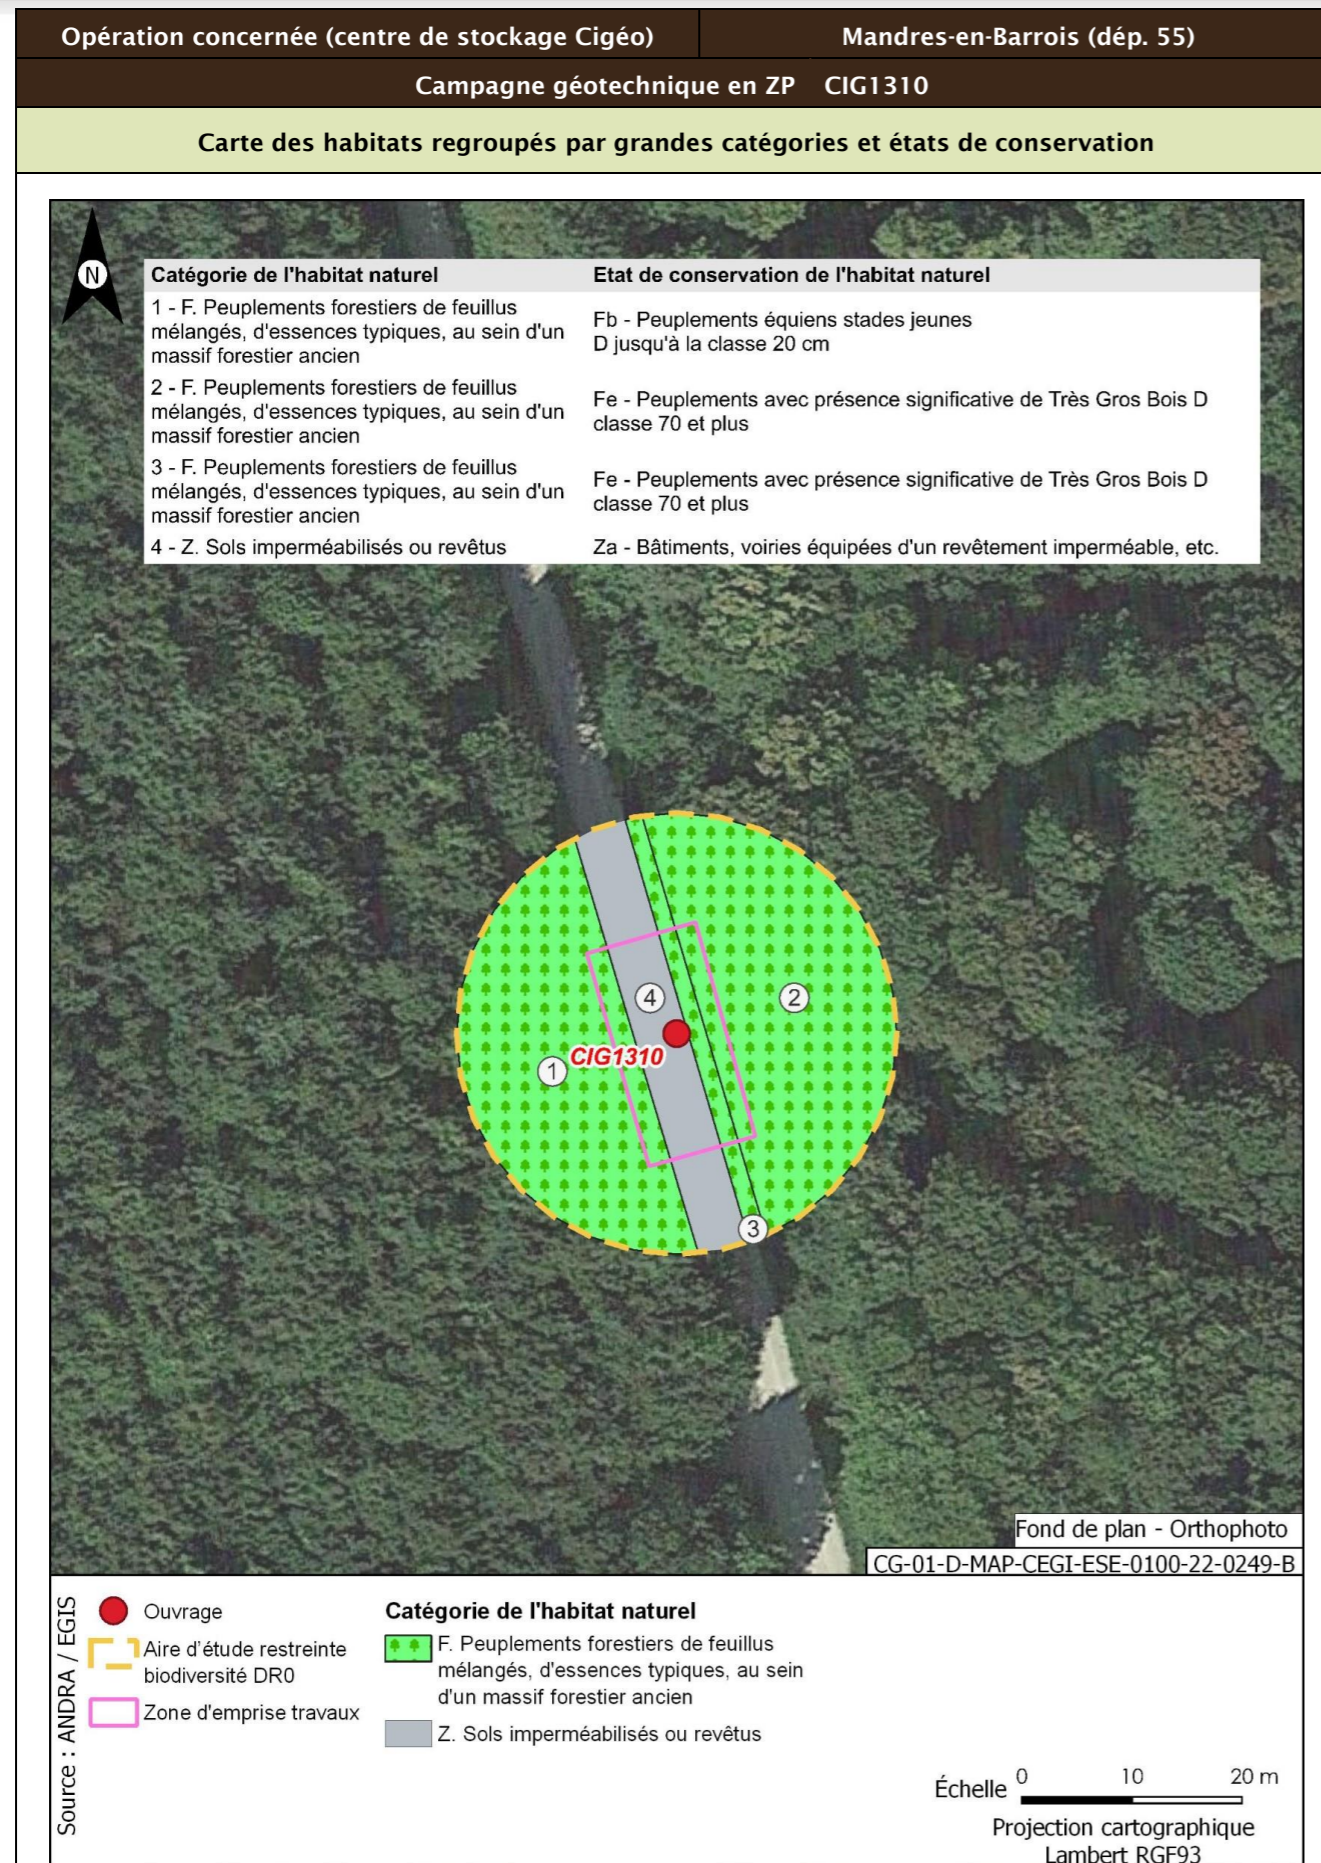 Opération concernée (centre de stockage Cigéo) Mandres-en-Barrois (dép. 55)
Campagne géotechnique en ZP CIG1310
Carte des habitats regroupés par grandes catégories et états de conservation
N
Catégorie de l'habitat naturel Etat de conservation de l'habitat naturel
1 - F. Peuplements forestiers de feuillus
mélangés, d'essences typiques, au sein d'un
massif forestier ancien
Fb - Peuplements équiens stades jeunes
D jusqu'à la classe 20 cm
2 - F. Peuplements forestiers de feuillus
mélangés, d'essences typiques, au sein d'un
massif forestier ancien
Fe - Peuplements avec présence significative de Très Gros Bois D
classe 70 et plus
3 - F. Peuplements forestiers de feuillus
mélangés, d'essences typiques, au sein d'un
massif forestier ancien
Fe - Peuplements avec présence significative de Très Gros Bois D
classe 70 et plus
4 - Z. Sols imperméabilisés ou revêtus Za - Bâtiments, voiries équipées d'un revêtement imperméable, etc.
4
2
CIG1310
1
3
Fond de plan - Orthophoto
CG-01-D-MAP-CEGI-ESE-0100-22-0249-B
Source : ANDRA / EGIS
Ouvrage
Aire d'étude restreinte
biodiversité DR0
Zone d'emprise travaux
Catégorie de l'habitat naturel
F. Peuplements forestiers de feuillus
mélangés, d'essences typiques, au sein
d'un massif forestier ancien
Z. Sols imperméabilisés ou revêtus
Échelle 0 10 20 m
Projection cartographique
Lambert RGF93